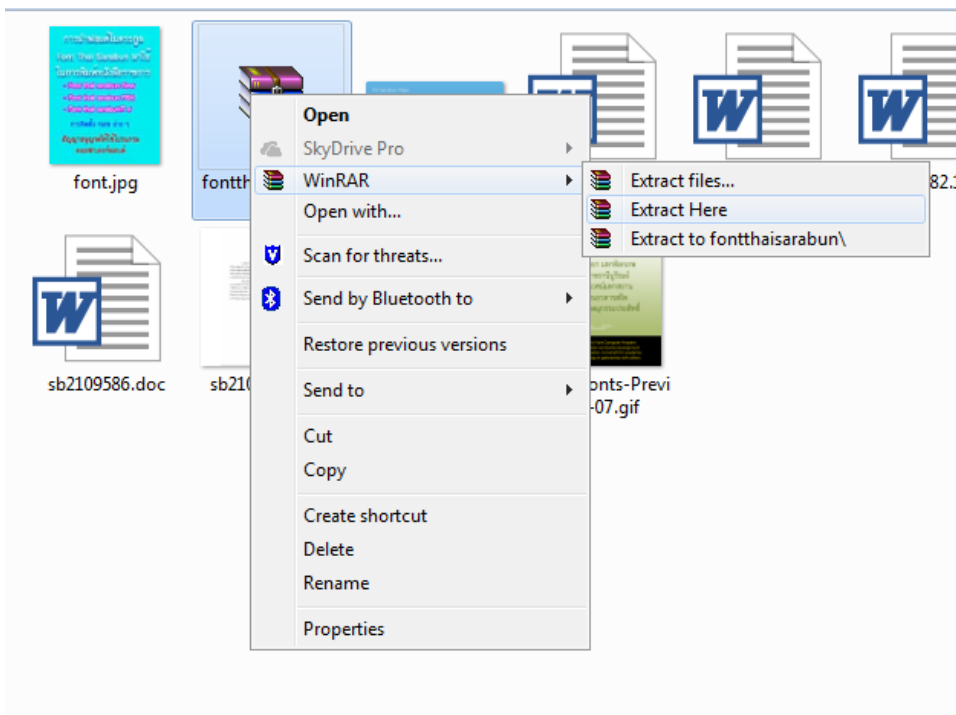 font.jpg
fontth
82.1
sb2109586.doc
sb210
onts-Previ
-07.gif
Open
SkyDrive Pro
WinRAR
Open with...
Scan for threats...
Send by Bluetooth to
Restore previous versions
Send to
Cut
Copy
Create shortcut
Delete
Rename
Properties
Extract files...
Extract Here
Extract to fontthaisarabun\